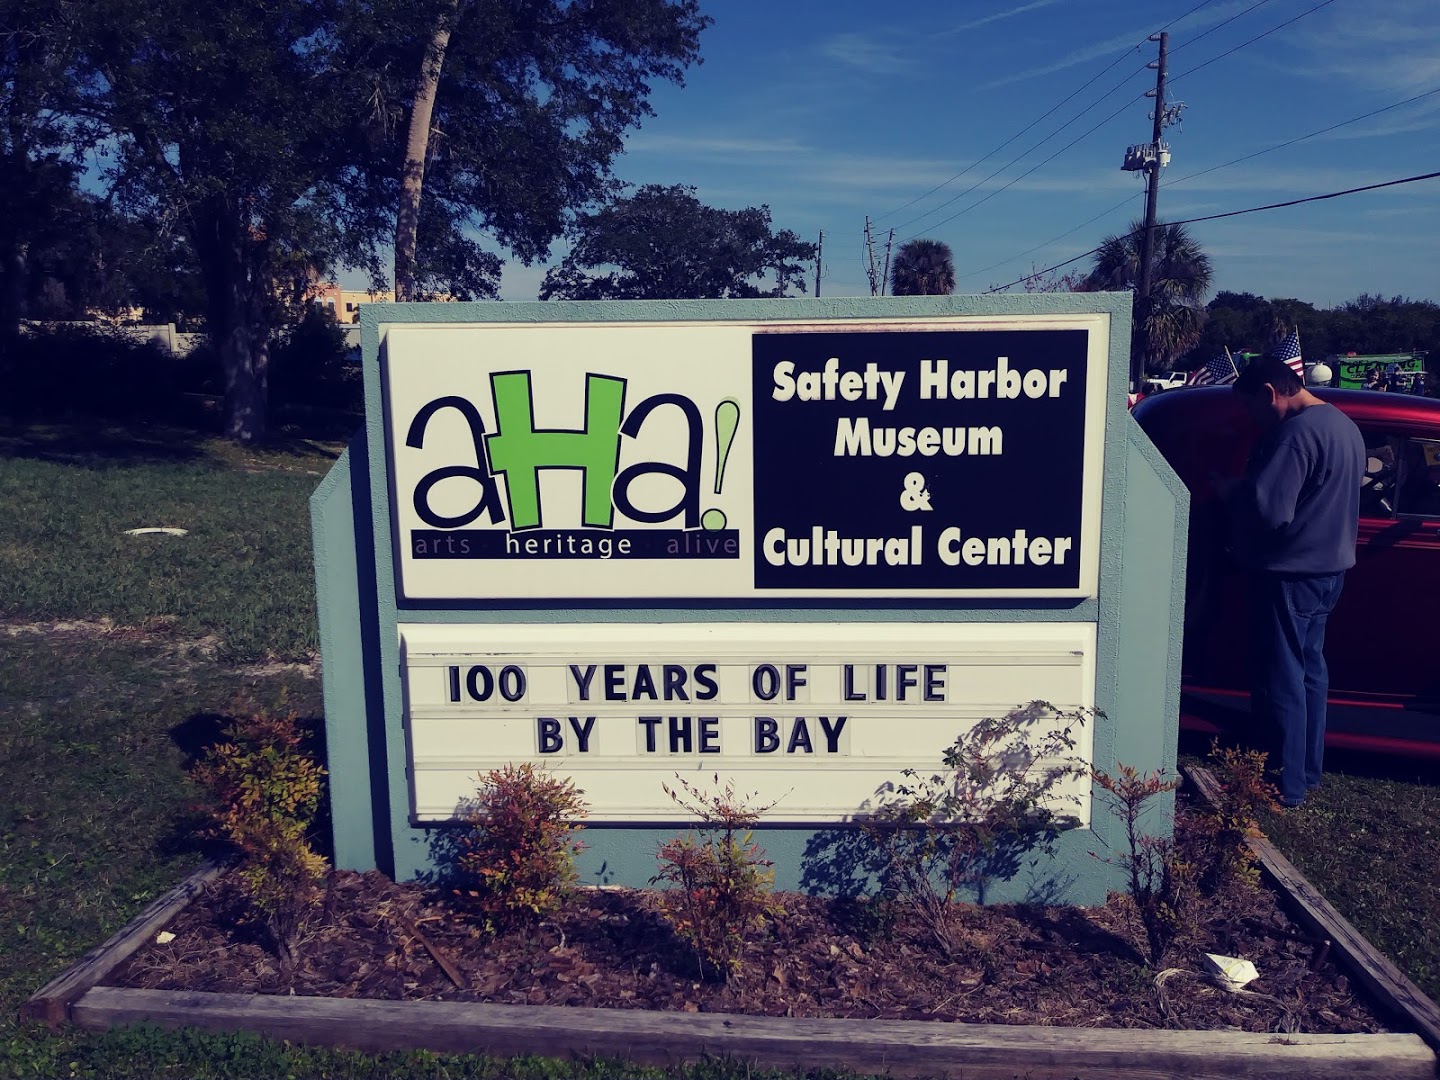 aHa!
arts · heritage · alive
Safety Harbor
Museum
&
Cultural Center
100 YEARS OF LIFE
BY THE BAY